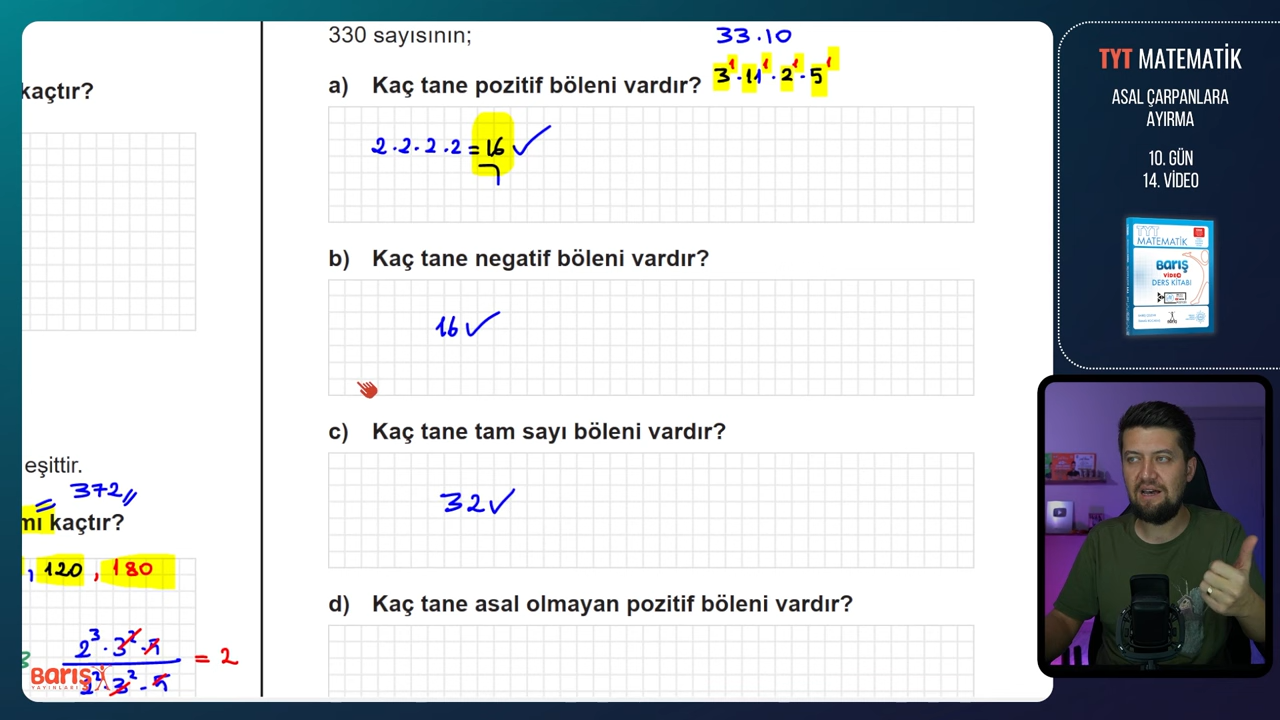 kaçtır?
eşittir.
= 372 //
mı kaçtır?
, 120 , 180
2³ · 3² · 5
2² · 3² · 5
= 2
BARIŞ
YAYINLARI
330 sayısının;
33 . 10
3¹ · 11¹ · 2¹ · 5¹
a) Kaç tane pozitif böleni vardır?
2 · 2 · 2 · 2 = 16 ✓
b) Kaç tane negatif böleni vardır?
16 ✓
c) Kaç tane tam sayı böleni vardır?
32 ✓
d) Kaç tane asal olmayan pozitif böleni vardır?
TYT MATEMATİK
ASAL ÇARPANLARA
AYIRMA
10. GÜN
14. VİDEO
TYT
MATEMATİK
BARIŞ
VİDEO
DERS KİTABI